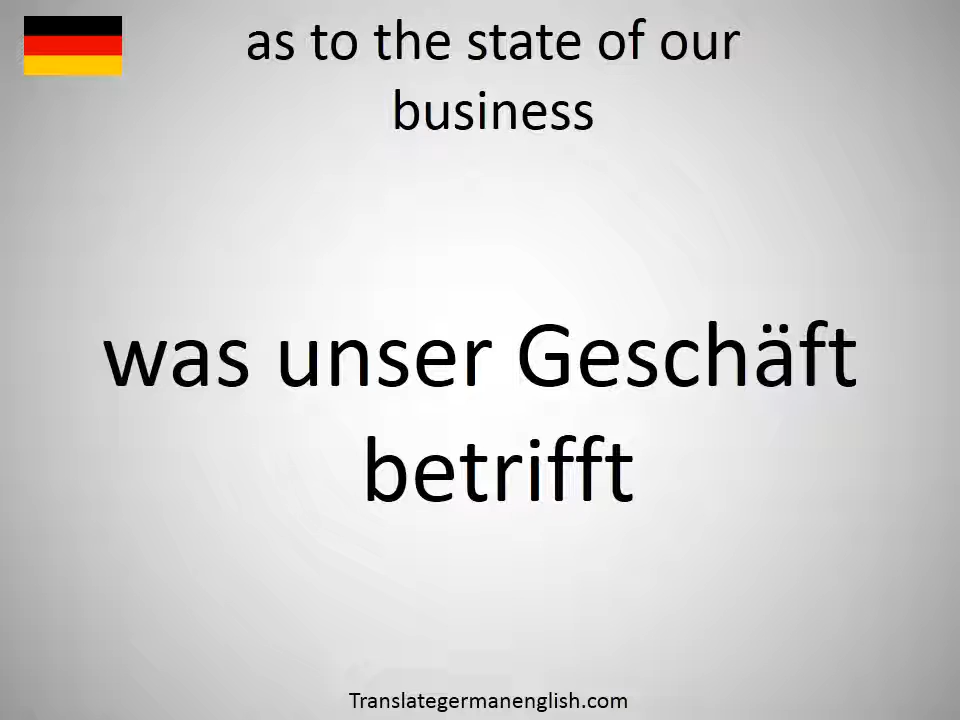 as to the state of our
business
was unser Geschäft
betrifft
Translategermanenglish.com